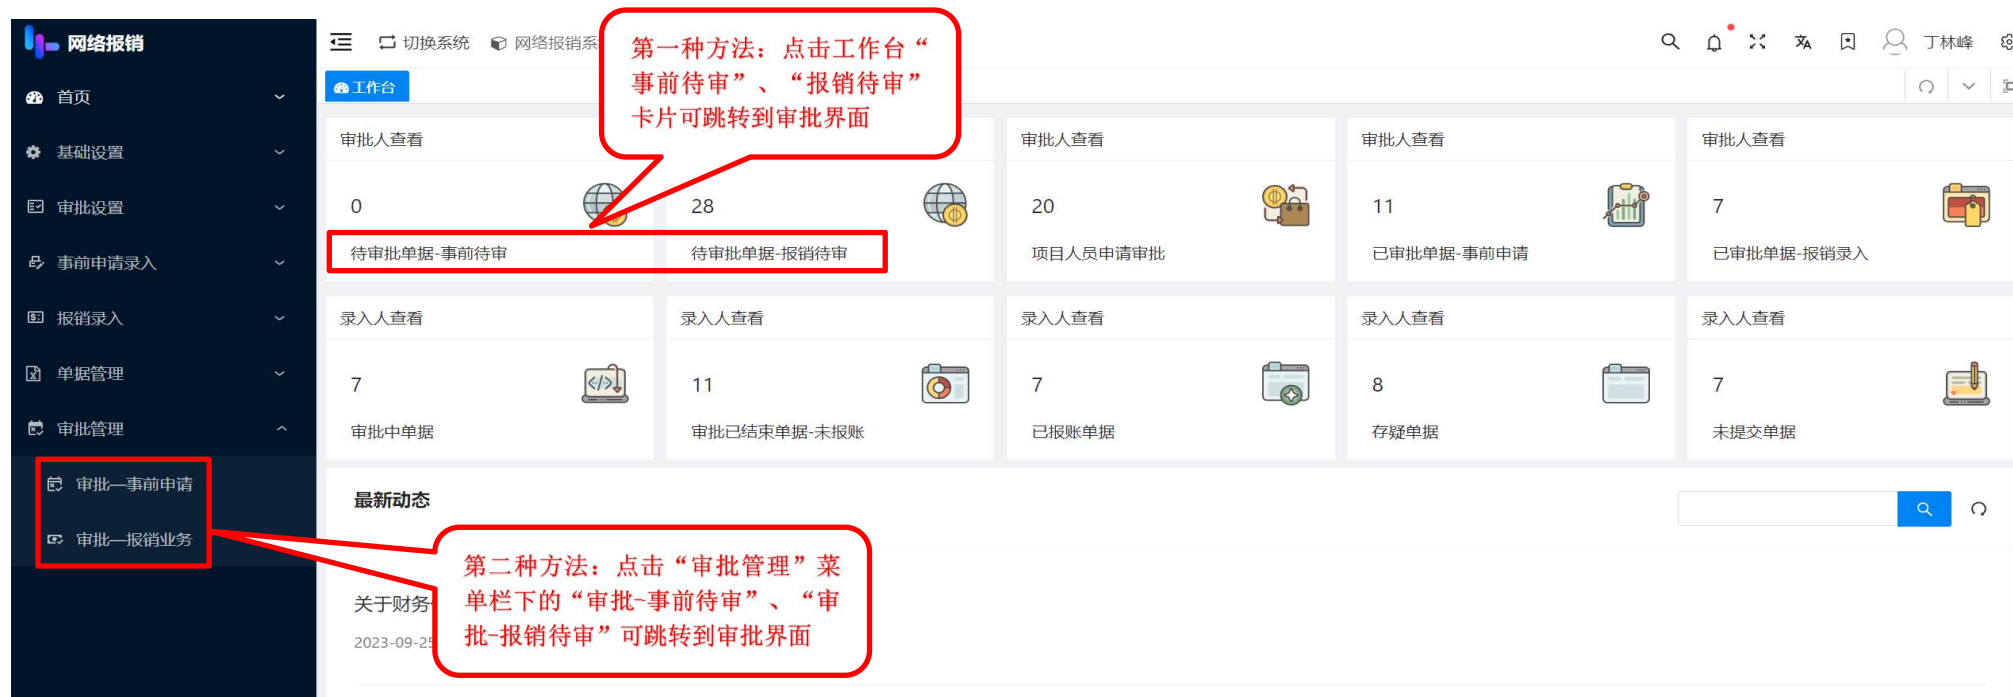 网络报销
切换系统
网络报销系
丁林峰
第一种方法：点击工作台“
事前待审”、“报销待审”
卡片可跳转到审批界面
工作台
首页
基础设置
审批设置
事前申请录入
报销录入
单据管理
审批管理
审批—事前申请
审批—报销业务
审批人查看
0
待审批单据-事前待审
28
待审批单据-报销待审
审批人查看
20
项目人员申请审批
审批人查看
11
已审批单据-事前申请
审批人查看
7
已审批单据-报销录入
录入人查看
7
审批中单据
录入人查看
11
审批已结束单据-未报账
录入人查看
7
已报账单据
录入人查看
8
存疑单据
录入人查看
7
未提交单据
最新动态
第二种方法：点击“审批管理”菜
单栏下的“审批-事前待审”、“审
批-报销待审”可跳转到审批界面
关于财务
2023-09-25